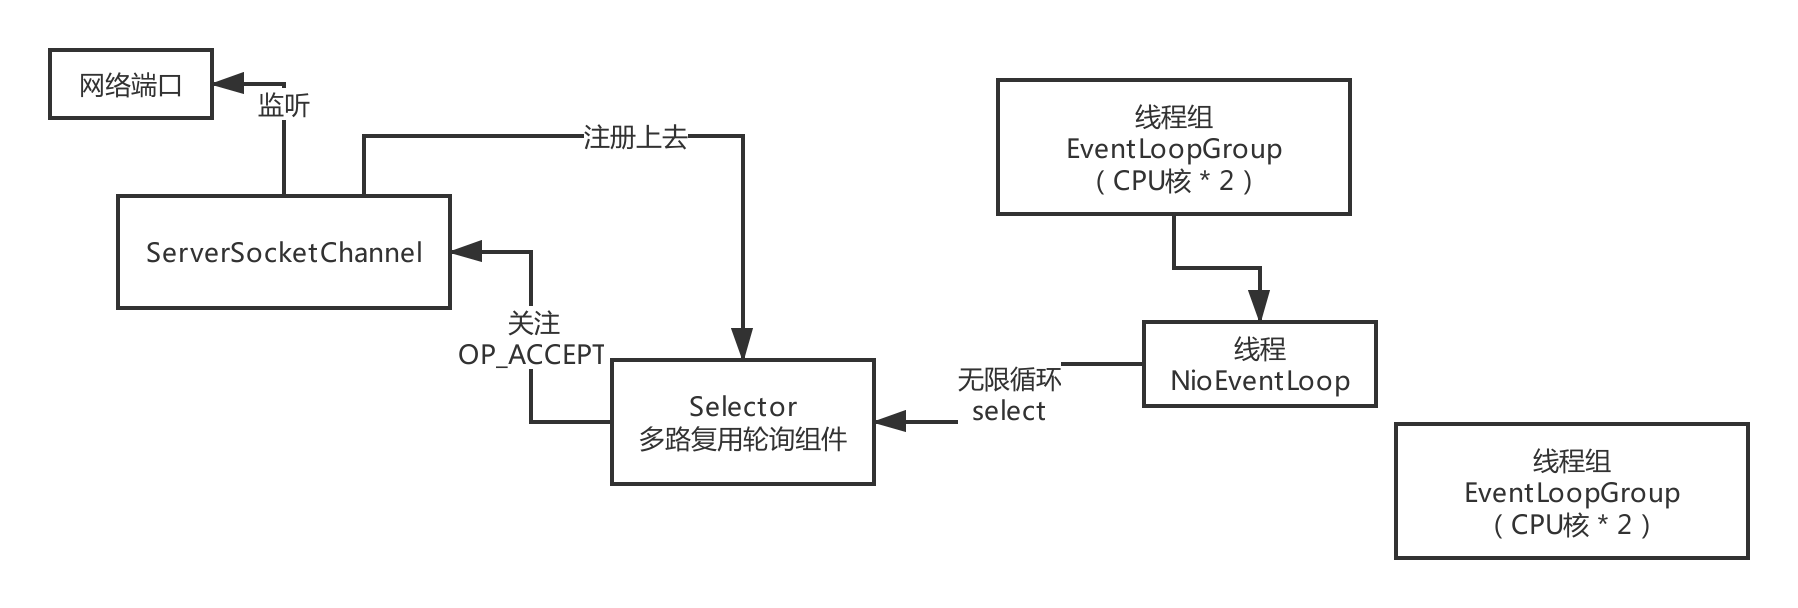 网络端口
监听
注册上去
线程组
EventLoopGroup
（CPU核 * 2）
ServerSocketChannel
关注
OP_ACCEPT
线程
NioEventLoop
无限循环
select
Selector
多路复用轮询组件
线程组
EventLoopGroup
（CPU核 * 2）